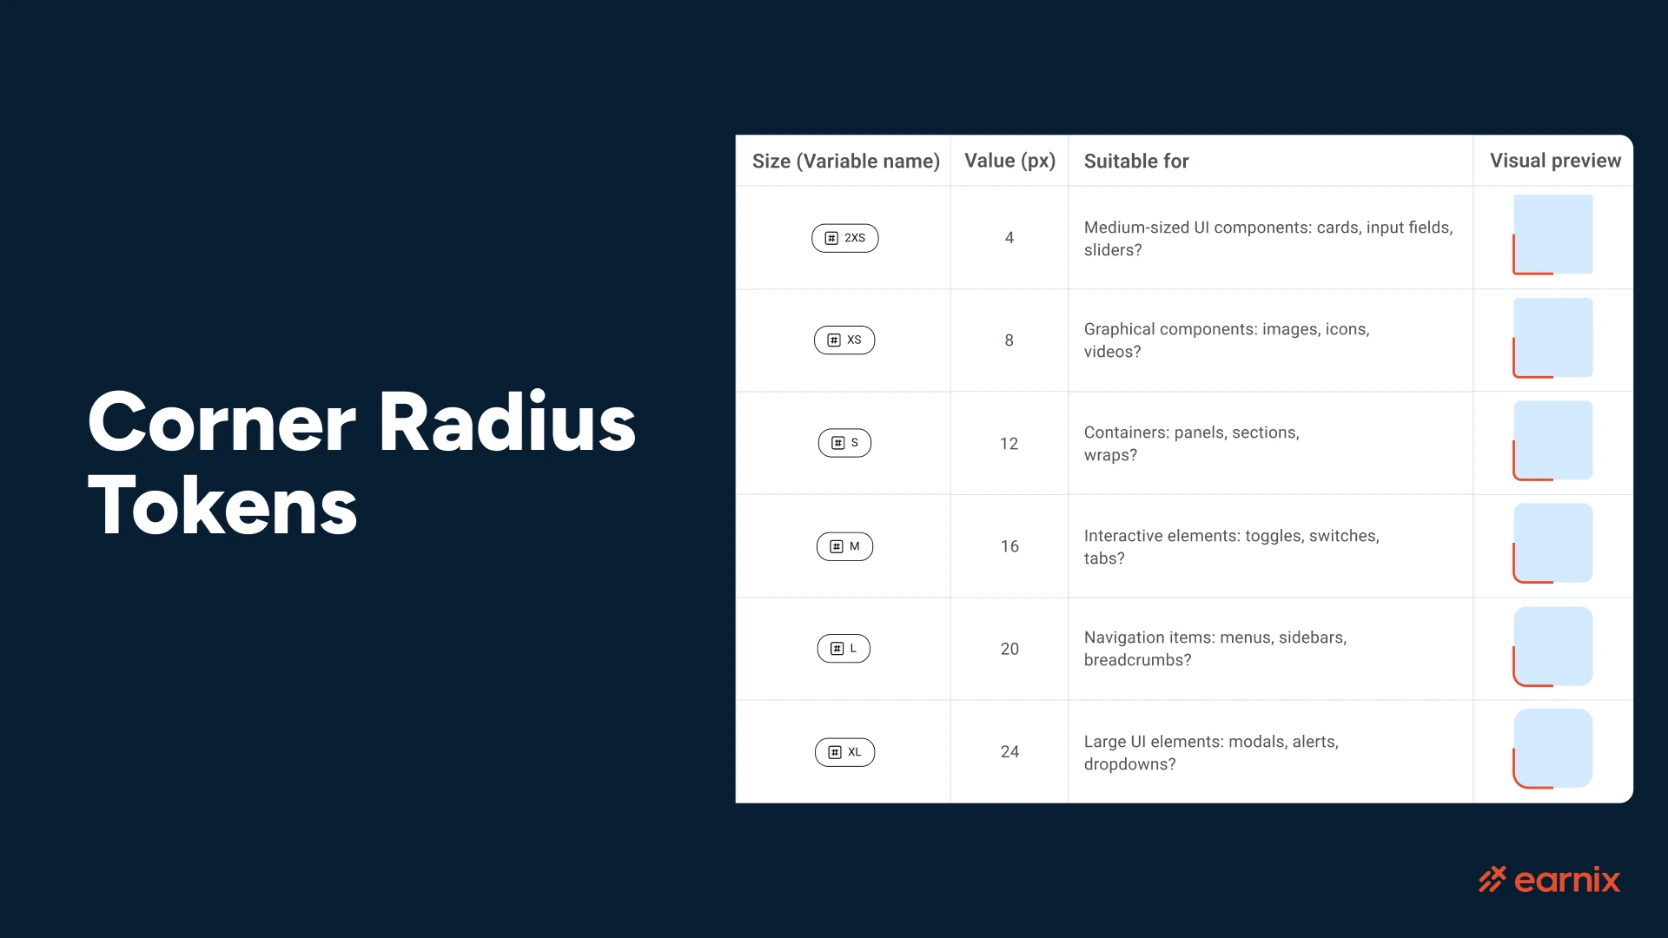 Corner Radius
Tokens
Size (Variable name) Value (px) Suitable for Visual preview
2XS 4 Medium-sized UI components: cards, input fields,
sliders?
XS 8 Graphical components: images, icons,
videos?
S 12 Containers: panels, sections,
wraps?
M 16 Interactive elements: toggles, switches,
tabs?
L 20 Navigation items: menus, sidebars,
breadcrumbs?
XL 24 Large UI elements: modals, alerts,
dropdowns?
earnix